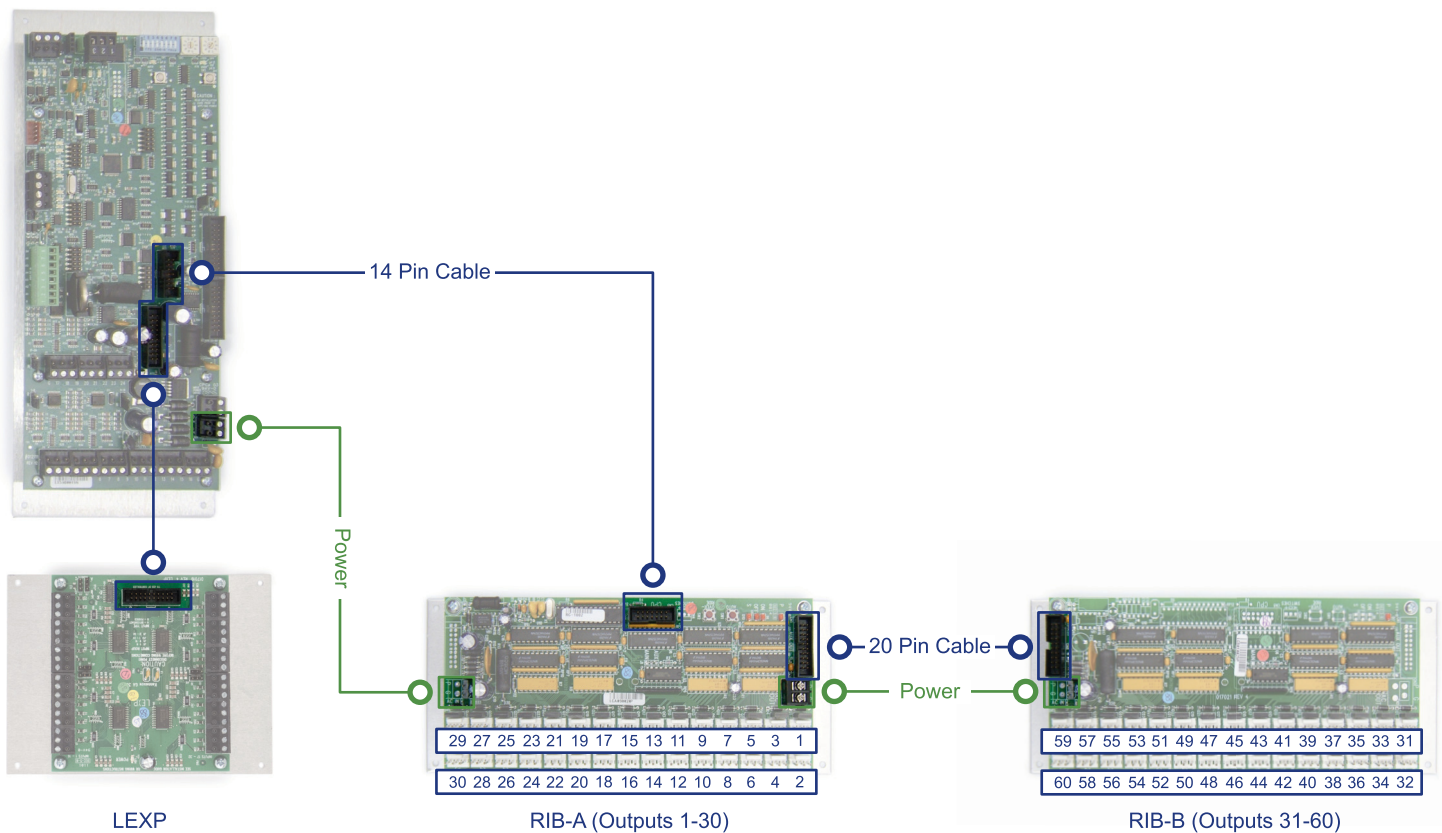 14 Pin Cable
Power
20 Pin Cable
Power
29 27 25 23 21 19 17 15 13 11 9 7 5 3 1
59 57 55 53 51 49 47 45 43 41 39 37 35 33 31
30 28 26 24 22 20 18 16 14 12 10 8 6 4 2
60 58 56 54 52 50 48 46 44 42 40 38 36 34 32
LEXP
RIB-A (Outputs 1-30)
RIB-B (Outputs 31-60)